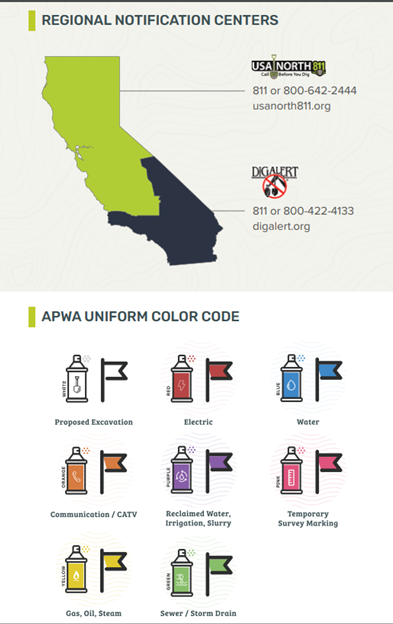 REGIONAL NOTIFICATION CENTERS
USA NORTH 811
Call Before You Dig
811 or 800-642-2444
usanorth811.org
DIGALERT
811 or 800-422-4133
digalert.org
APWA UNIFORM COLOR CODE
WHITE
Proposed Excavation
RED
Electric
BLUE
Water
ORANGE
Communication / CATV
PURPLE
Reclaimed Water,
Irrigation, Slurry
PINK
Temporary
Survey Marking
YELLOW
Gas, Oil, Steam
GREEN
Sewer / Storm Drain